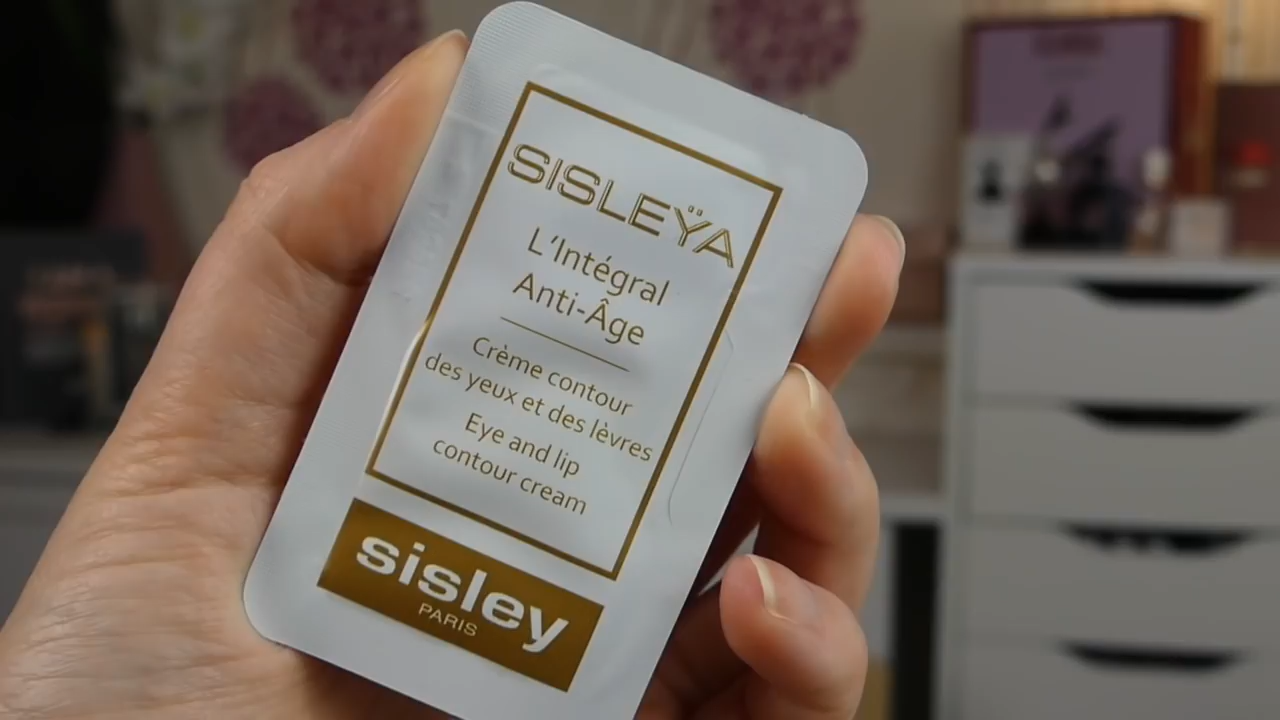 SISLEŸA
L'Intégral
Anti-Âge
Crème contour
des yeux et des lèvres
Eye and lip
contour cream
sisley
PARIS